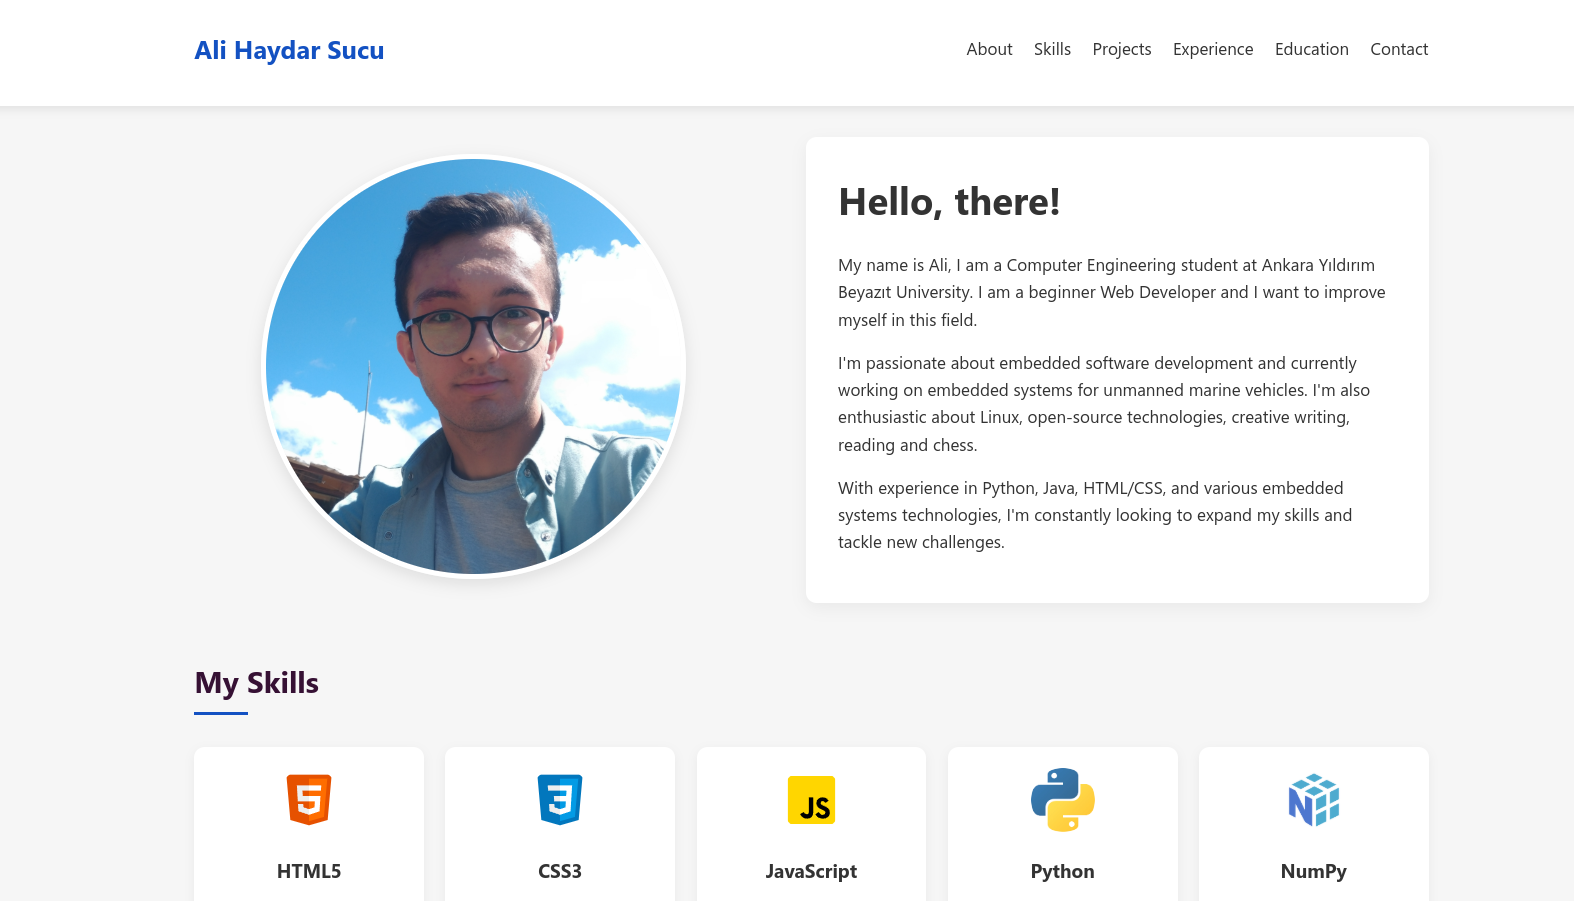 Ali Haydar Sucu
About Skills Projects Experience Education Contact
Hello, there!
My name is Ali, I am a Computer Engineering student at Ankara Yıldırım
Beyazıt University. I am a beginner Web Developer and I want to improve
myself in this field.
I'm passionate about embedded software development and currently
working on embedded systems for unmanned marine vehicles. I'm also
enthusiastic about Linux, open-source technologies, creative writing,
reading and chess.
With experience in Python, Java, HTML/CSS, and various embedded
systems technologies, I'm constantly looking to expand my skills and
tackle new challenges.
My Skills
5 3 JS N
HTML5 CSS3 JavaScript Python NumPy